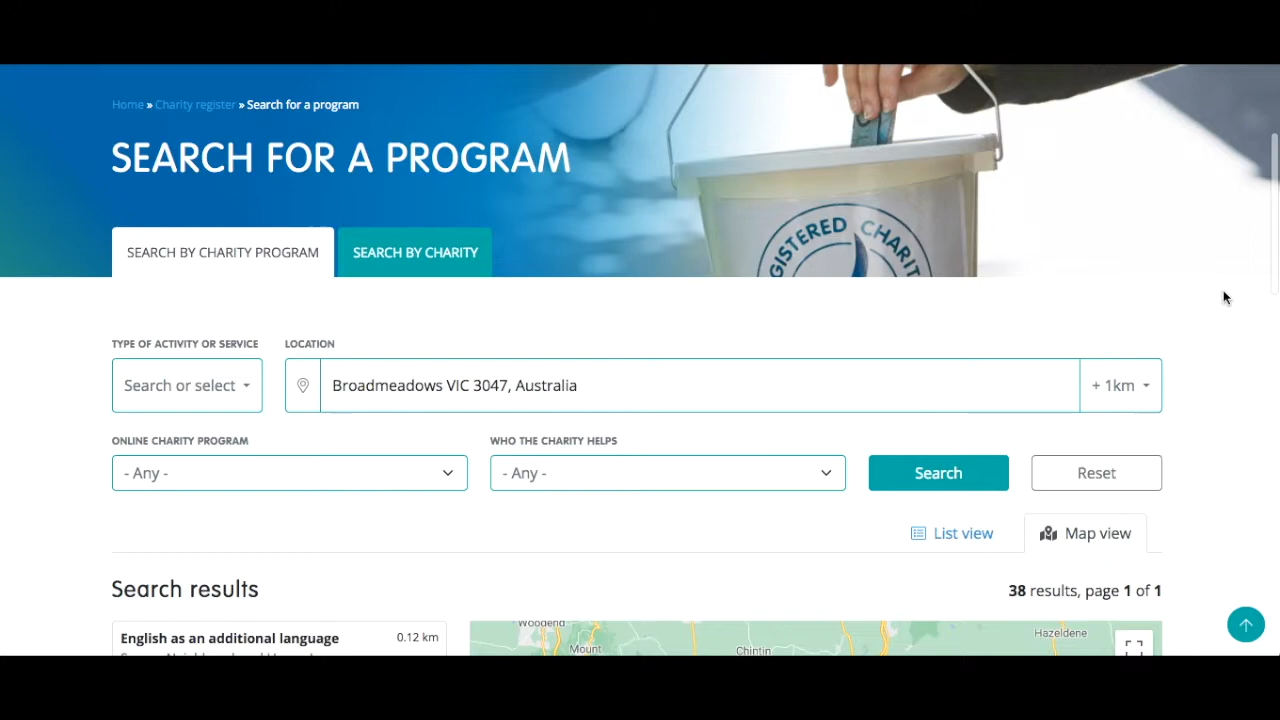 Home » Charity register » Search for a program
SEARCH FOR A PROGRAM
SEARCH BY CHARITY PROGRAM
SEARCH BY CHARITY
GISTERED CHARIT
TYPE OF ACTIVITY OR SERVICE
LOCATION
Search or select
Broadmeadows VIC 3047, Australia
+ 1km
ONLINE CHARITY PROGRAM
WHO THE CHARITY HELPS
- Any -
- Any -
Search
Reset
List view
Map view
Search results
38 results, page 1 of 1
English as an additional language
0.12 km
Woodend
Mount
Chintin
Hazeldene